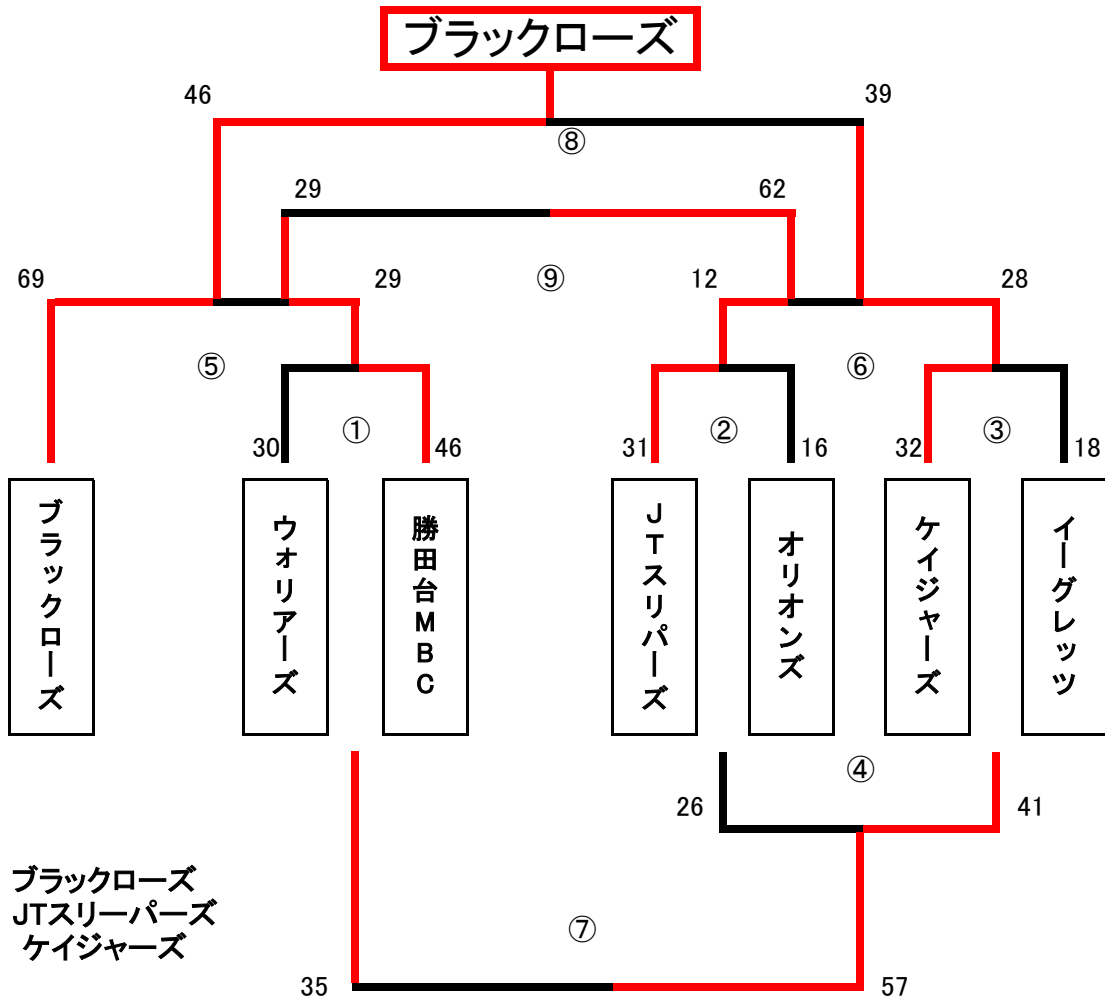 ブラックローズ
46
39
⑧
29
62
69
29
⑨
12
28
⑤
⑥
30
①
46
31
②
16
32
③
18
ブラックローズ
ウォリアーズ
勝田台MBC
JTスリパーズ
オリオンズ
ケイジャーズ
イーグレッツ
④
26
41
ブラックローズ
JTスリーパーズ
ケイジャーズ
⑦
35
57